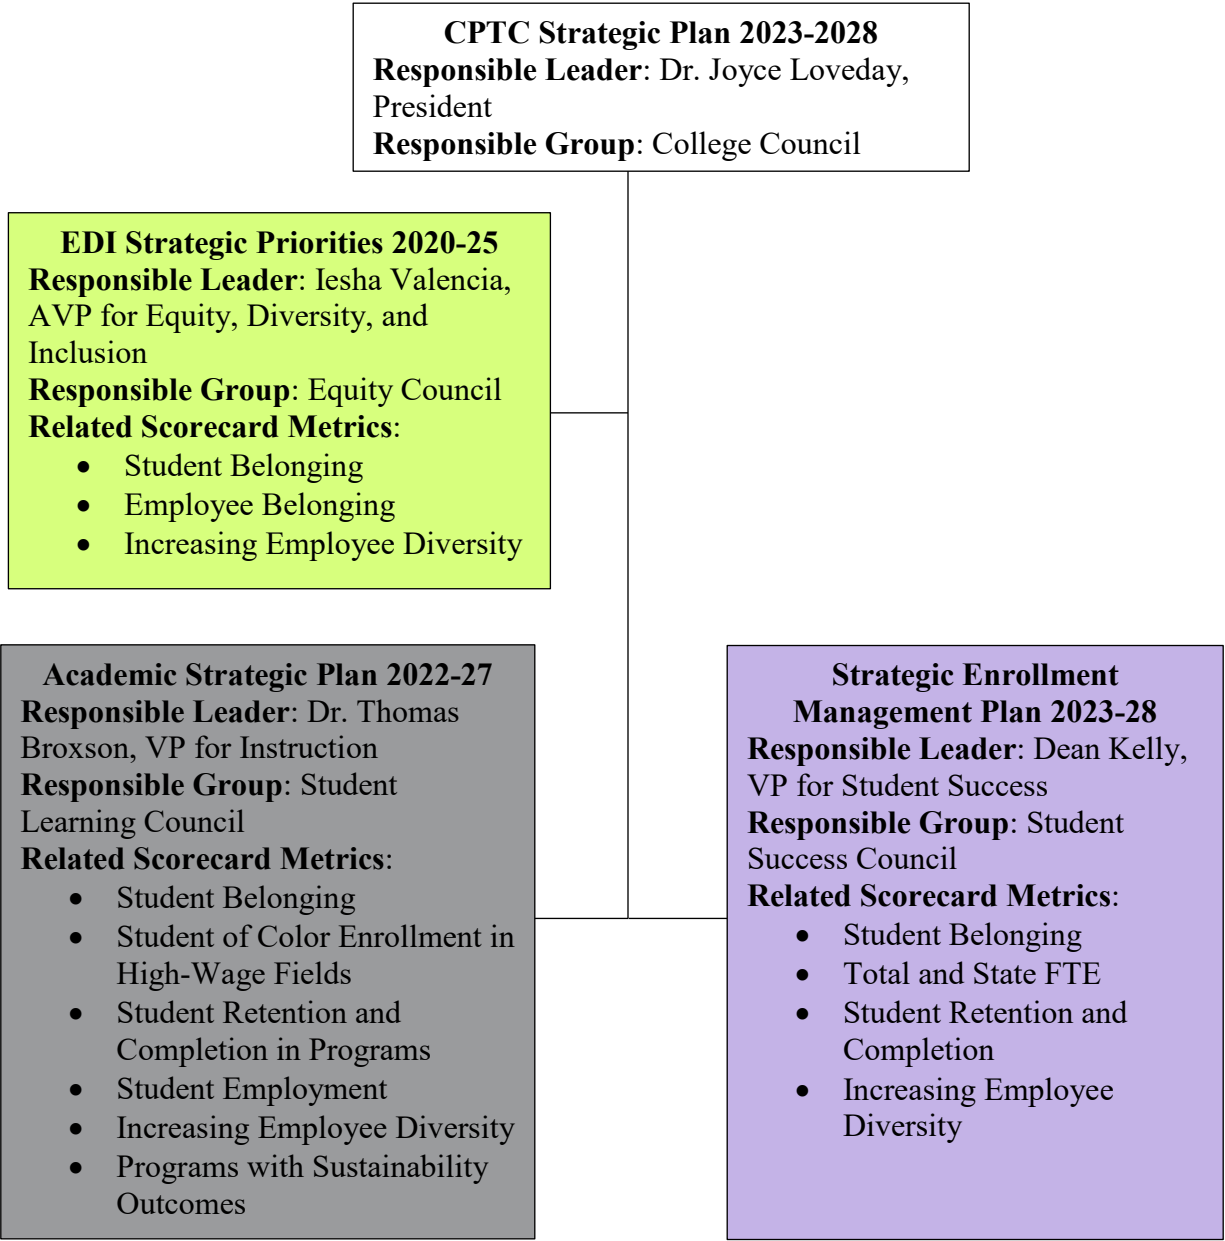 CPTC Strategic Plan 2023-2028
Responsible Leader: Dr. Joyce Loveday,
President
Responsible Group: College Council
EDI Strategic Priorities 2020-25
Responsible Leader: Iesha Valencia,
AVP for Equity, Diversity, and
Inclusion
Responsible Group: Equity Council
Related Scorecard Metrics:
• Student Belonging
• Employee Belonging
• Increasing Employee Diversity
Academic Strategic Plan 2022-27
Responsible Leader: Dr. Thomas
Broxson, VP for Instruction
Responsible Group: Student
Learning Council
Related Scorecard Metrics:
• Student Belonging
• Student of Color Enrollment in
High-Wage Fields
• Student Retention and
Completion in Programs
• Student Employment
• Increasing Employee Diversity
• Programs with Sustainability
Outcomes
Strategic Enrollment
Management Plan 2023-28
Responsible Leader: Dean Kelly,
VP for Student Success
Responsible Group: Student
Success Council
Related Scorecard Metrics:
• Student Belonging
• Total and State FTE
• Student Retention and
Completion
• Increasing Employee
Diversity